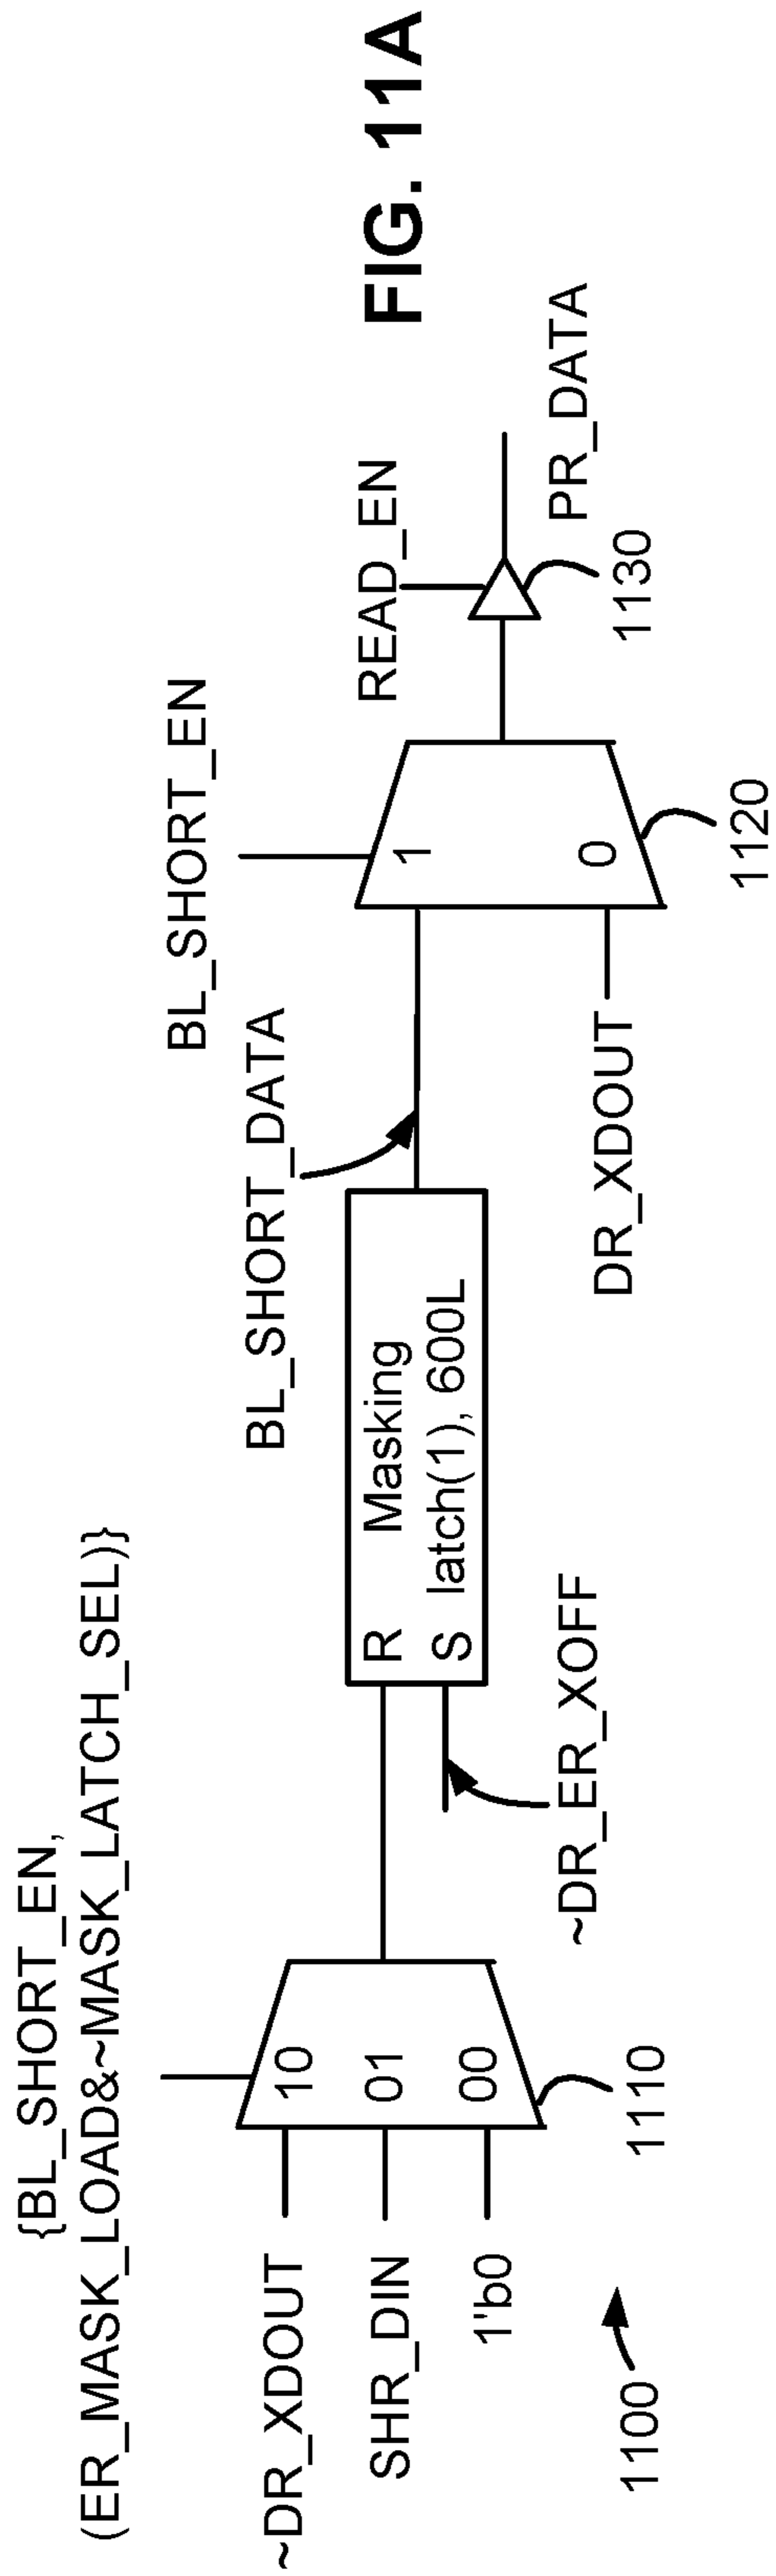 {BL_SHORT_EN,
(ER_MASK_LOAD&~MASK_LATCH_SEL)}
~DR_XDOUT
SHR_DIN
1'b0
10
01
00
1110
1100
R Masking
S latch(1), 600L
~DR_ER_XOFF
BL_SHORT_DATA
BL_SHORT_EN
DR_XDOUT
1
0
1120
READ_EN
1130
PR_DATA
FIG. 11A